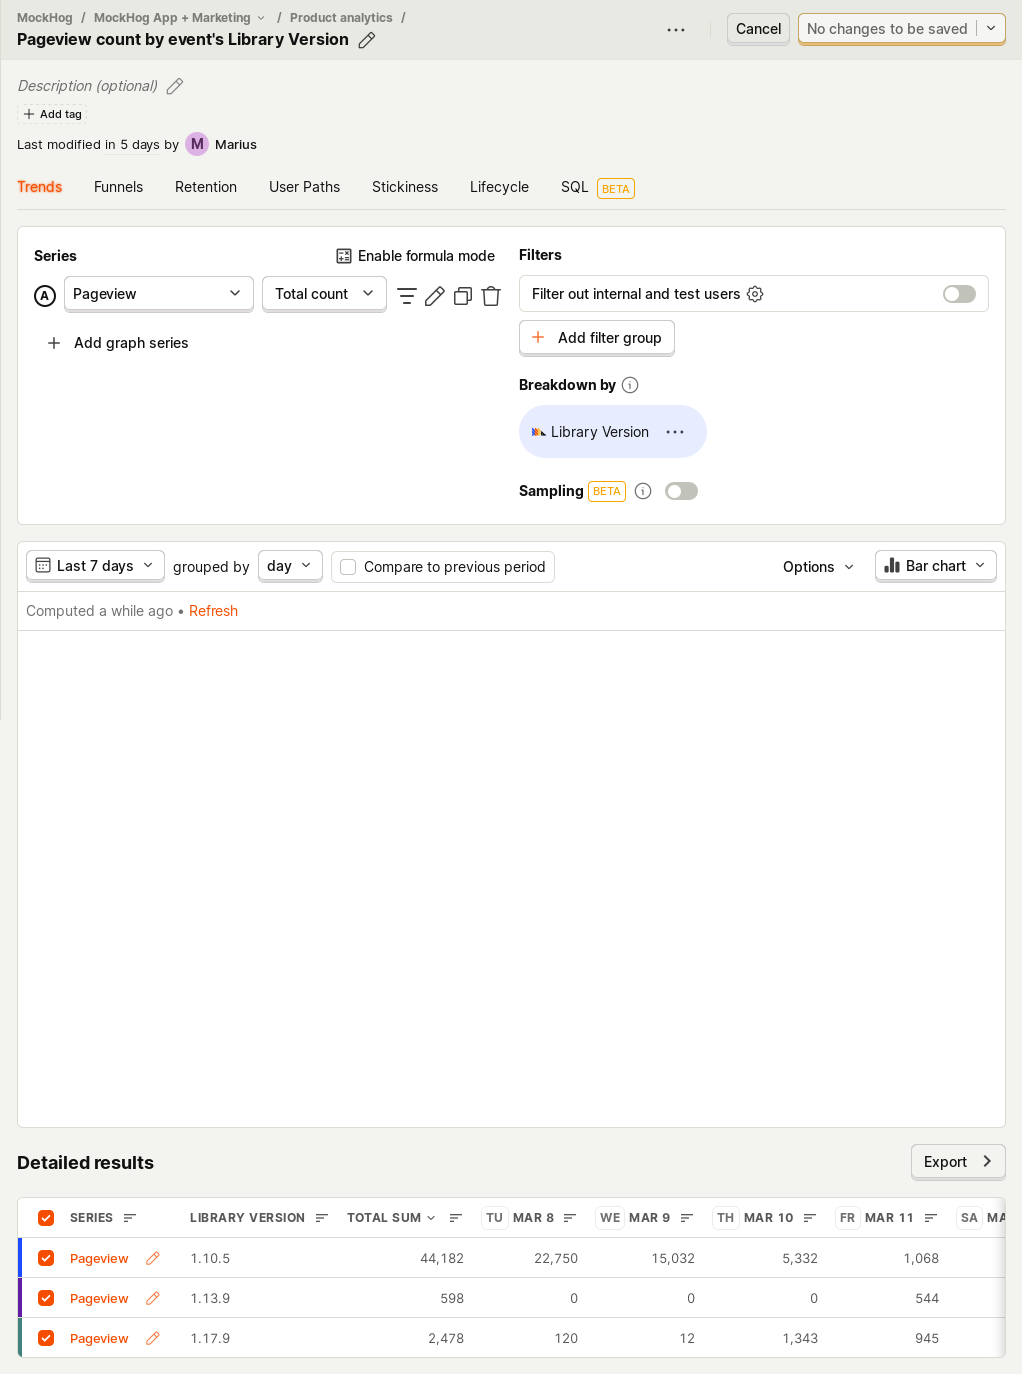 MockHog / MockHog App + Marketing / Product analytics /
Pageview count by event's Library Version
Cancel
No changes to be saved
Description (optional)
Add tag
Last modified in 5 days by M Marius
Trends Funnels Retention User Paths Stickiness Lifecycle SQL BETA
Series
Enable formula mode
A Pageview Total count
Add graph series
Filters
Filter out internal and test users
Add filter group
Breakdown by
Library Version
Sampling BETA
Last 7 days grouped by day Compare to previous period Options Bar chart
Computed a while ago • Refresh
Detailed results
Export
SERIES LIBRARY VERSION TOTAL SUM TU MAR 8 WE MAR 9 TH MAR 10 FR MAR 11 SA MA
Pageview 1.10.5 44,182 22,750 15,032 5,332 1,068
Pageview 1.13.9 598 0 0 0 544
Pageview 1.17.9 2,478 120 12 1,343 945